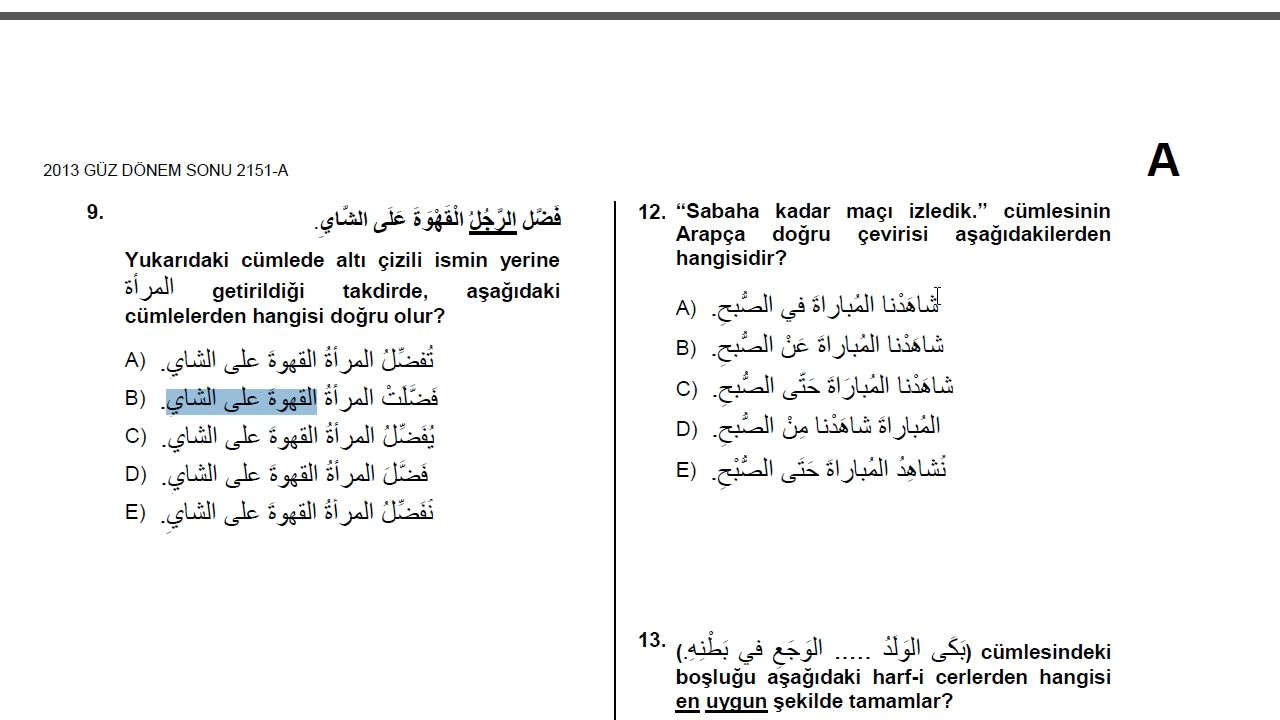 A
2013 GÜZ DÖNEM SONU 2151-A
9.
فَضَّل الرَّجُلُ الْقَهْوَةَ عَلَى الشَّايِ.
Yukarıdaki cümlede altı çizili ismin yerine
المرأة getirildiği takdirde, aşağıdaki
cümlelerden hangisi doğru olur?
A) تُفضِّلُ المرأةُ القهوةَ على الشايِ.
B) فَضَّلَتْ المرأةُ القهوةَ على الشايِ.
C) يُفَضِّلُ المرأةُ القهوةَ على الشايِ.
D) فَضَّلَ المرأةُ القهوةَ على الشايِ.
E) نُفَضِّلُ المرأةُ القهوةَ على الشايِ.
12. “Sabaha kadar maçı izledik.” cümlesinin
Arapça doğru çevirisi aşağıdakilerden
hangisidir?
A) شاهَدْنا المُباراةَ في الصُّبحِ.
B) شاهَدْنا المُباراةَ عَنْ الصُّبحِ.
C) شاهَدْنا المُبارَاةَ حَتّى الصُّبحِ.
D) المُباراةَ شاهَدْنا مِنْ الصُّبحِ.
E) نُشاهِدُ المُباراةَ حَتَى الصُّبْحِ.
13. (بَكَى الوَلَدُ ..... الوَجَعِ في بَطْنِهِ.) cümlesindeki
boşluğu aşağıdaki harf-i cerlerden hangisi
en uygun şekilde tamamlar?